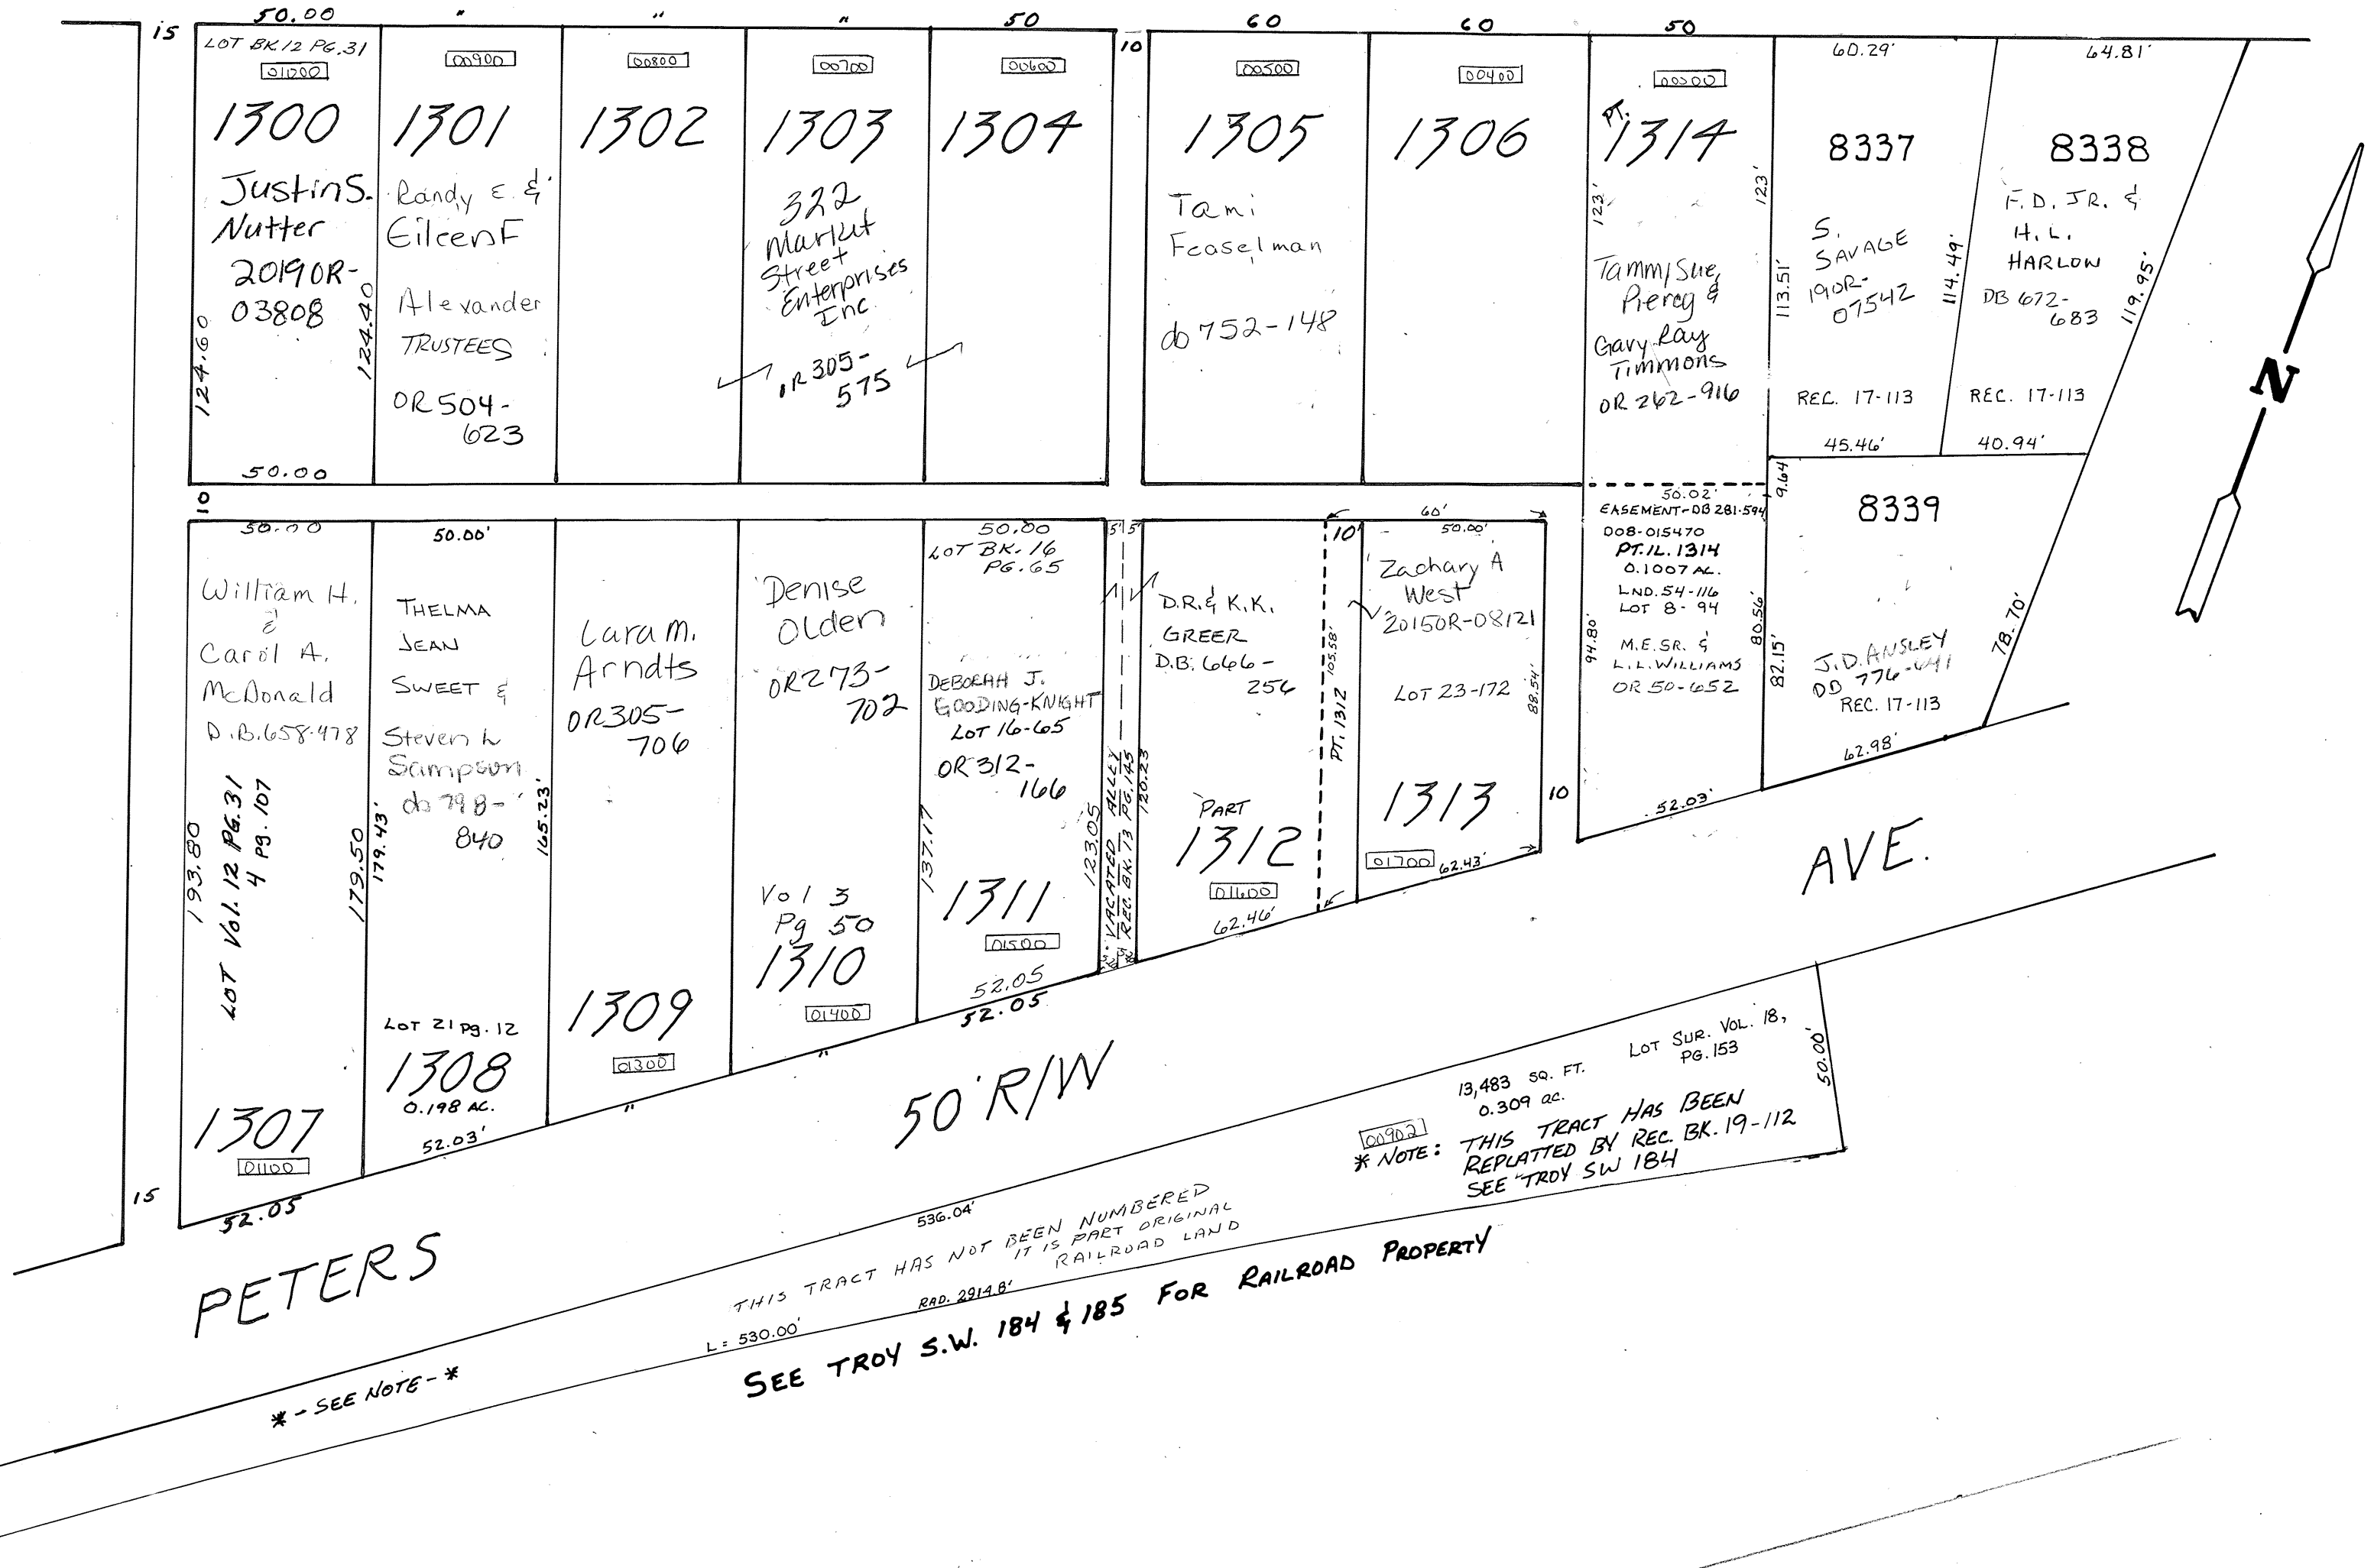 15
50.00
"
"
"
50
10
60
60
50
60.29'
64.81'
LOT BK.12 PG.31
01000
00900
00800
00700
00600
00500
00400
00300
1300
1301
1302
1303
1304
1305
1306
PT.
1314
8337
8338
Justin S.
Nutter
2019OR-
03808
124.60
124.40
50.00
Randy E. &
Eileen F
Alexander
TRUSTEES
OR 504-
623
322
Market
Street
Enterprises
Inc
OR 305-
575
Tami
Feaselman
db 752-148
123'
123'
Tammy Sue
Piercy &
Gary Ray
Timmons
OR 262-916
113.51'
S.
SAVAGE
19OR-
07542
REC. 17-113
45.46'
114.49'
F.D. JR. &
H.L.
HARLOW
DB 672-
683
REC. 17-113
40.94'
119.95'
N
10
50.00
William H.
&
Carol A.
McDonald
D.B. 658-478
LOT Vol. 12 PG.31
4 pg. 107
193.80
179.50
1307
01100
15
52.05
50.00'
THELMA
JEAN
SWEET &
Steven L
Sampson
db 798-
840
179.43'
165.23'
LOT 21 pg. 12
1308
0.198 AC.
52.03'
Lara M.
Arndts
OR 305-
706
1309
01300
"
Denise
Olden
OR 273-
702
Vol 3
Pg 50
1310
01400
"
50.00
LOT BK. 16
PG. 65
DEBORAH J.
GOODING-KNIGHT
LOT 16-65
OR 312-
166
137.17
123.05
1311
01500
52.05
52.05
5'
5'
VACATED ALLEY
REC. BK. 13 PG. 145
120.23
D.R. & K.K.
GREER
D.B. 666-
256
PART
1312
01600
62.46'
60'
10'
PT. 1312
105.58'
50.00'
Zachary A
West
2015OR-08121
LOT 23-172
88.54'
1313
01700
62.43'
10
50.02'
EASEMENT-DB 281-594
D08-015470
PT. IL. 1314
0.1007 AC.
LND. 54-116
LOT 8-94
M.E. SR. &
L.L. WILLIAMS
OR 50-652
94.80'
80.56'
52.03'
9.64
82.15'
8339
J.D. ANSLEY
DB 776-641
REC. 17-113
78.70'
62.98'
PETERS
50' R/W
AVE.
536.04'
THIS TRACT HAS NOT BEEN NUMBERED
IT IS PART ORIGINAL
RAILROAD LAND
RAD. 2914.8'
L = 530.00'
13,483 SQ. FT.
0.309 ac.
LOT SUR. VOL. 18,
PG. 153
50.00'
00902
* NOTE: THIS TRACT HAS BEEN
REPLATTED BY REC. BK. 19-112
SEE TROY SW 184
SEE TROY S.W. 184 & 185 FOR RAILROAD PROPERTY
* - SEE NOTE - *